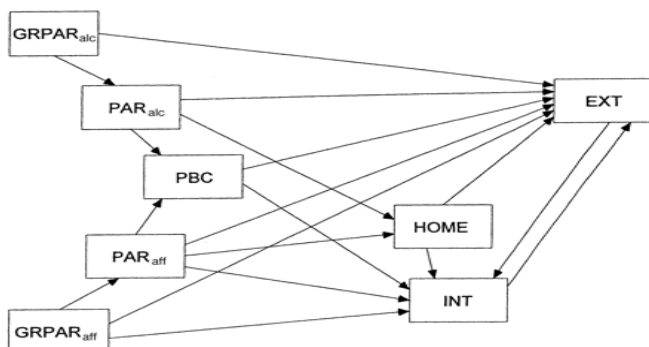 GRPARalc
PARalc
EXT
PBC
HOME
PARaff
INT
GRPARaff